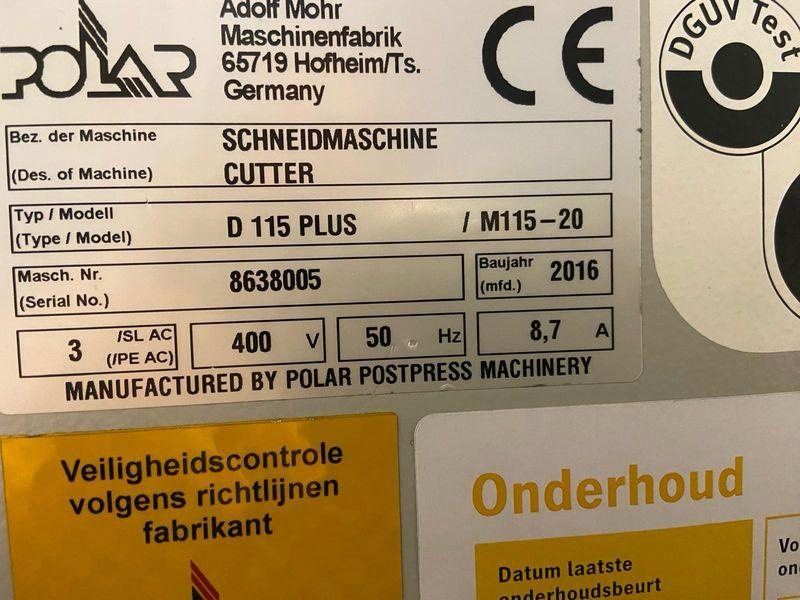 POLAR
Adolf Mohr
Maschinenfabrik
65719 Hofheim/Ts.
Germany
CE
DGUV Test
Bez. der Maschine SCHNEIDMASCHINE
(Des. of Machine) CUTTER
Typ / Modell
(Type / Model) D 115 PLUS / M115-20
Masch. Nr. 8638005
(Serial No.)
Baujahr 2016
(mfd.)
3 /SL AC
(/PE AC)
400 V
50 Hz
8,7 A
MANUFACTURED BY POLAR POSTPRESS MACHINERY
Veiligheidscontrole
volgens richtlijnen
fabrikant
Onderhoud
Datum laatste
onderhoudsbeurt